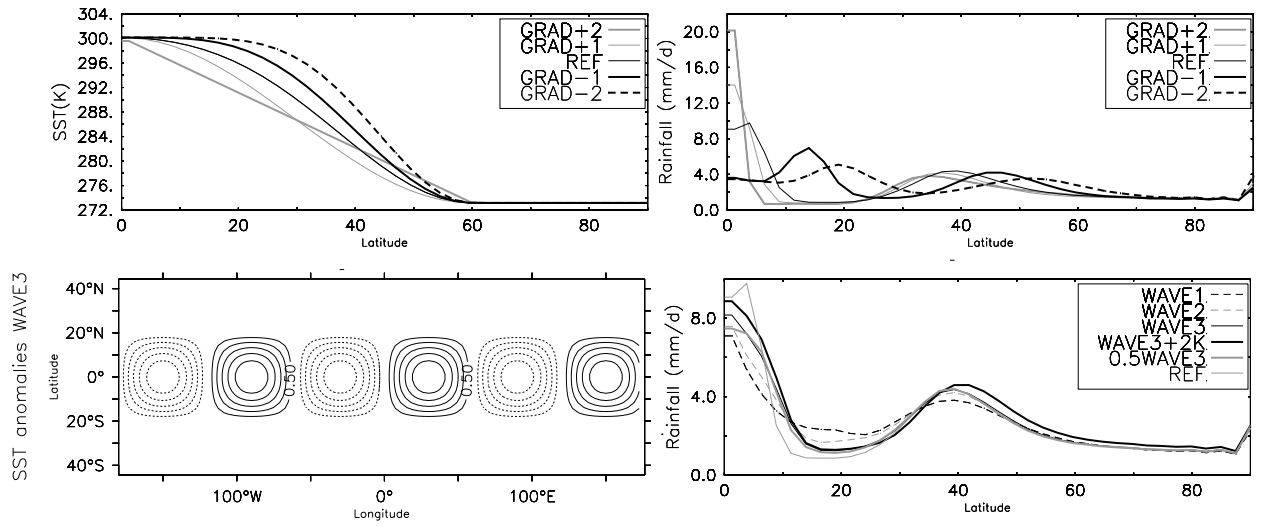 304.
300.
296.
292.
288.
284.
280.
276.
272.
SST(K)
0
20
40
60
80
Latitude
GRAD+2
GRAD+1
REF
GRAD-1
GRAD-2
20.0
16.0
12.0
8.0
4.0
0.0
Rainfall (mm/d)
0
20
40
60
80
Latitude
GRAD+2
GRAD+1
REF
GRAD-1
GRAD-2
SST anomalies WAVE3
Latitude
40°N
20°N
0°
20°S
40°S
0.50
0.50
100°W
0°
100°E
Longitude
8.0
4.0
0.0
Rainfall (mm/d)
0
20
40
60
80
Latitude
WAVE1
WAVE2
WAVE3
WAVE3+2K
0.5WAVE3
REF